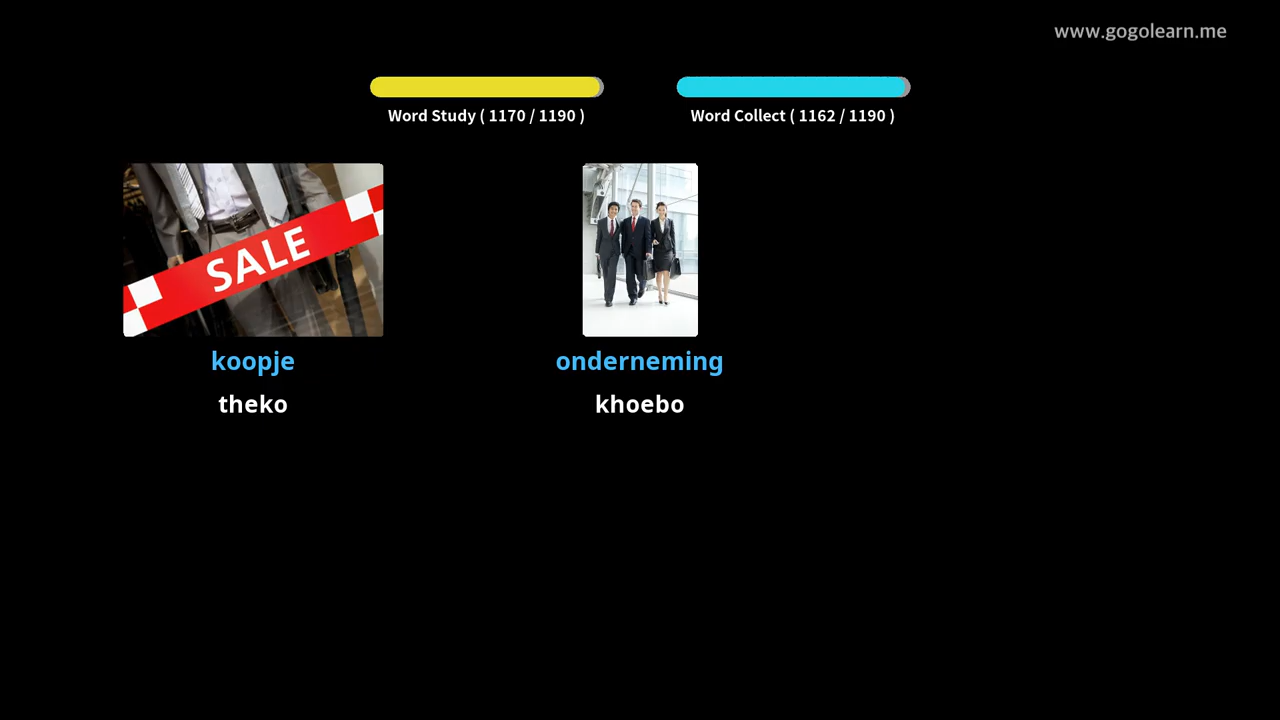 www.gogolearn.me
Word Study ( 1170 / 1190 )
Word Collect ( 1162 / 1190 )
SALE
koopje
onderneming
theko
khoebo